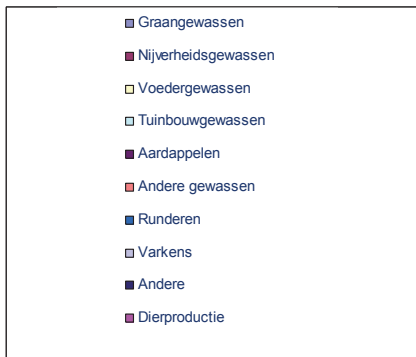 Graangewassen
Nijverheidsgewassen
Voedergewassen
Tuinbouwgewassen
Aardappelen
Andere gewassen
Runderen
Varkens
Andere
Dierproductie